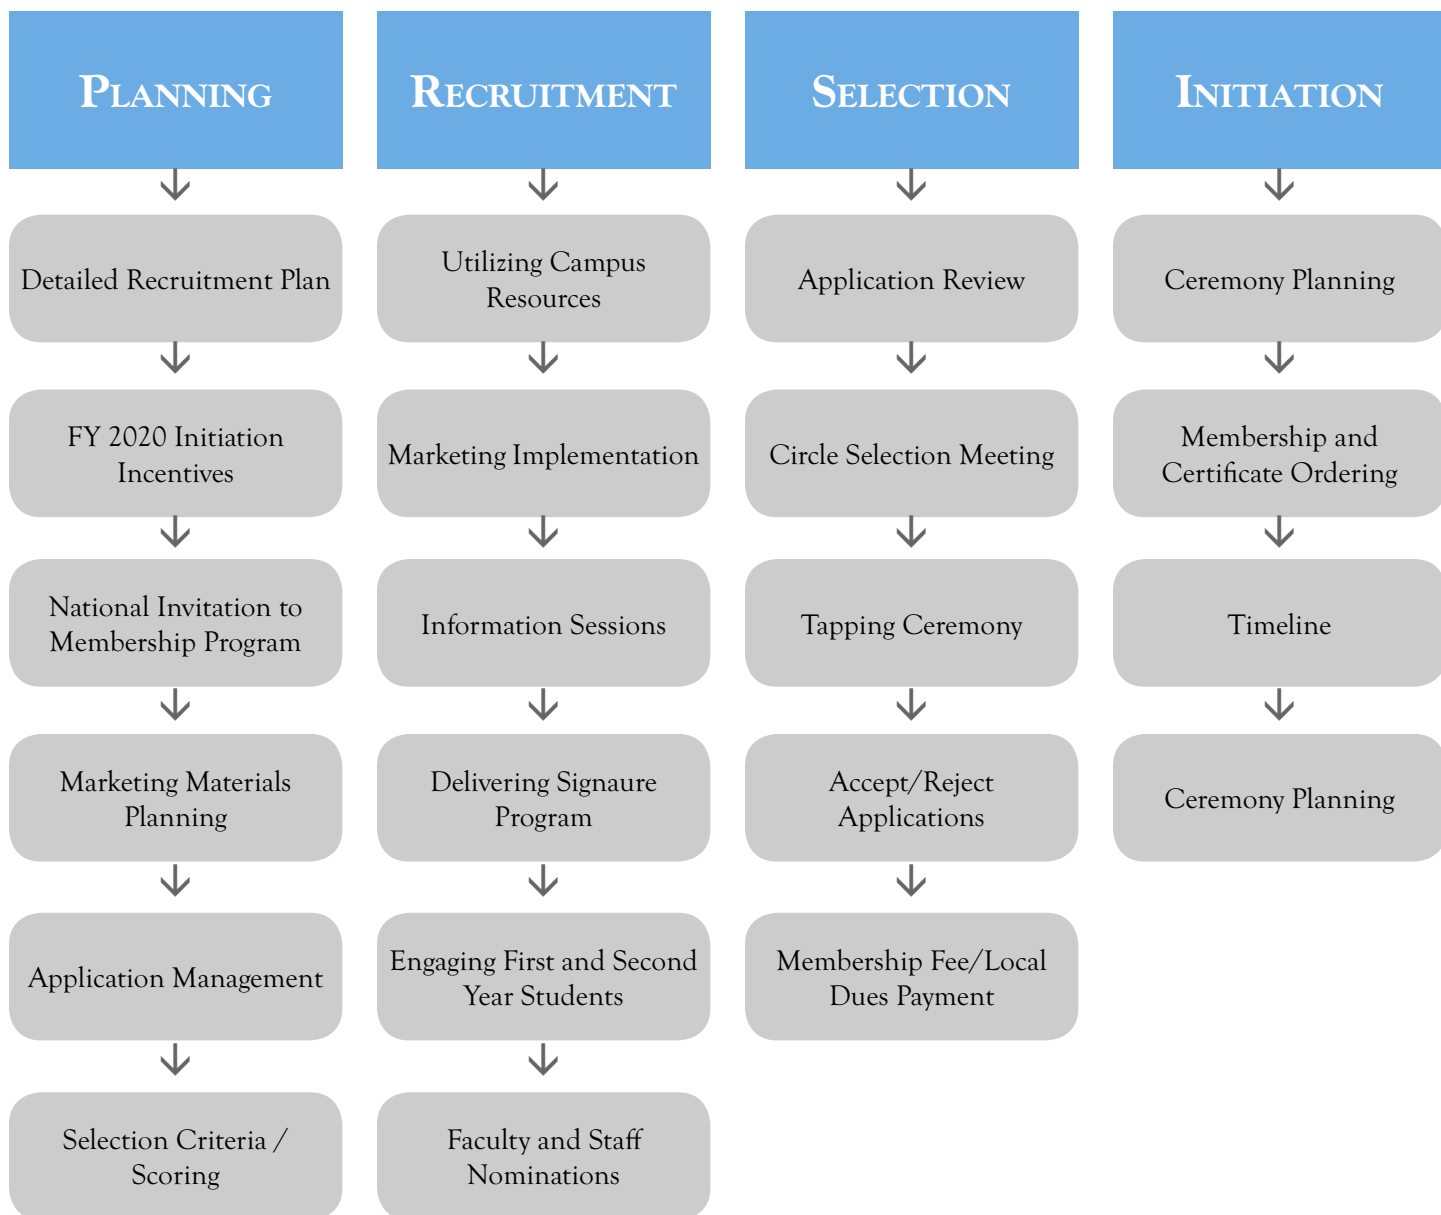 PLANNING
Detailed Recruitment Plan
FY 2020 Initiation
Incentives
National Invitation to
Membership Program
Marketing Materials
Planning
Application Management
Selection Criteria /
Scoring
RECRUITMENT
Utilizing Campus
Resources
Marketing Implementation
Information Sessions
Delivering Signaure
Program
Engaging First and Second
Year Students
Faculty and Staff
Nominations
SELECTION
Application Review
Circle Selection Meeting
Tapping Ceremony
Accept/Reject
Applications
Membership Fee/Local
Dues Payment
INITIATION
Ceremony Planning
Membership and
Certificate Ordering
Timeline
Ceremony Planning